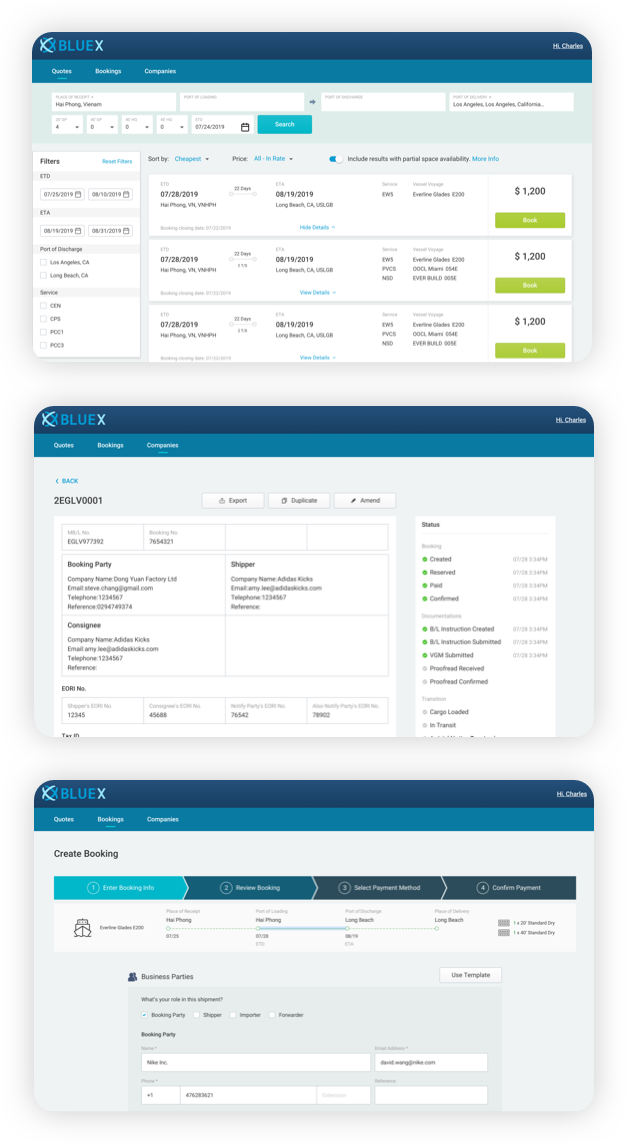 BLUEX
Hi, Charles
Quotes Bookings Companies
PLACE OF RECEIPT PORT OF LOADING PORT OF DISCHARGE PORT OF DELIVERY
Hai Phong, Vienam Los Angeles, Los Angeles, California...
20' GP 40' GP 40' HQ 40' HQ ETD
4 0 0 0 07/24/2019 Search
Filters Reset Filters
Sort by: Cheapest Price: All - In Rate Include results with partial space availability. More Info
ETD
07/25/2019 08/10/2019
ETA
08/19/2019 08/31/2019
Port of Discharge
Los Angeles, CA
Long Beach, CA
Service
CEN
CPS
PCC1
PCC3
ETD 22 Days ETA Service Vessel Voyage
07/28/2019 08/19/2019 EWS Everline Glades E200 $ 1,200
Hai Phong, VN, VNHPH Long Beach, CA, USLGB
Book
Booking closing date: 07/22/2019 Hide Details
ETD 22 Days ETA Service Vessel Voyage
07/28/2019 08/19/2019 EWS Everline Glades E200 $ 1,200
Hai Phong, VN, VNHPH Long Beach, CA, USLGB PVCS OOCL Miami 054E
NSD EVER BUILD 005E Book
Booking closing date: 07/22/2019 View Details
ETD 22 Days ETA Service Vessel Voyage
07/28/2019 08/19/2019 EWS Everline Glades E200 $ 1,200
Hai Phong, VN, VNHPH Long Beach, CA, USLGB PVCS OOCL Miami 054E
NSD EVER BUILD 005E Book
Booking closing date: 07/22/2019 View Details
BLUEX
Hi, Charles
Quotes Bookings Companies
< BACK
2EGLV0001 Export Duplicate Amend
MB/L No. Booking No.
EGLV977392 7654321
Booking Party
Company Name:Dong Yuan Factory Ltd
Email:steve.chang@gmail.com
Telephone:1234567
Reference:0294749374
Shipper
Company Name:Adidas Kicks
Email:amy.lee@adidaskicks.com
Telephone:1234567
Reference:
Consignee
Company Name:Adidas Kicks
Email:amy.lee@adidaskicks.com
Telephone:1234567
Reference:
EORI No.
Shipper's EORI No. Consignee's EORI No. Notify Party's EORI No. Also Notify Party's EORI No.
12345 45688 76542 78902
Tax ID
Status
Booking
Created 07/28 3:34PM
Reserved 07/28 3:34PM
Paid 07/28 3:34PM
Confirmed 07/28 3:34PM
Documentations
B/L Instruction Created 07/28 3:34PM
B/L Instruction Submitted 07/28 3:34PM
VGM Submitted 07/28 3:34PM
Proofread Received
Proofread Confirmed
Transition
Cargo Loaded
In Transit
BLUEX
Hi, Charles
Quotes Bookings Companies
Create Booking
1 Enter Booking Info 2 Review Booking 3 Select Payment Method 4 Confirm Payment
Everline Glades E200
Place of Receipt Port of Loading Port of Discharge Place of Delivery
Hai Phong Hai Phong Long Beach Long Beach
07/25 07/28 08/19
ETD ETA
1 x 20' Standard Dry
1 x 40' Standard Dry
Business Parties Use Template
What's your role in this shipment?
Booking Party Shipper Importer Forwarder
Booking Party
Name * Email Address *
Nike Inc. david.wang@nike.com
Phone * Reference
+1 476283621 Extension